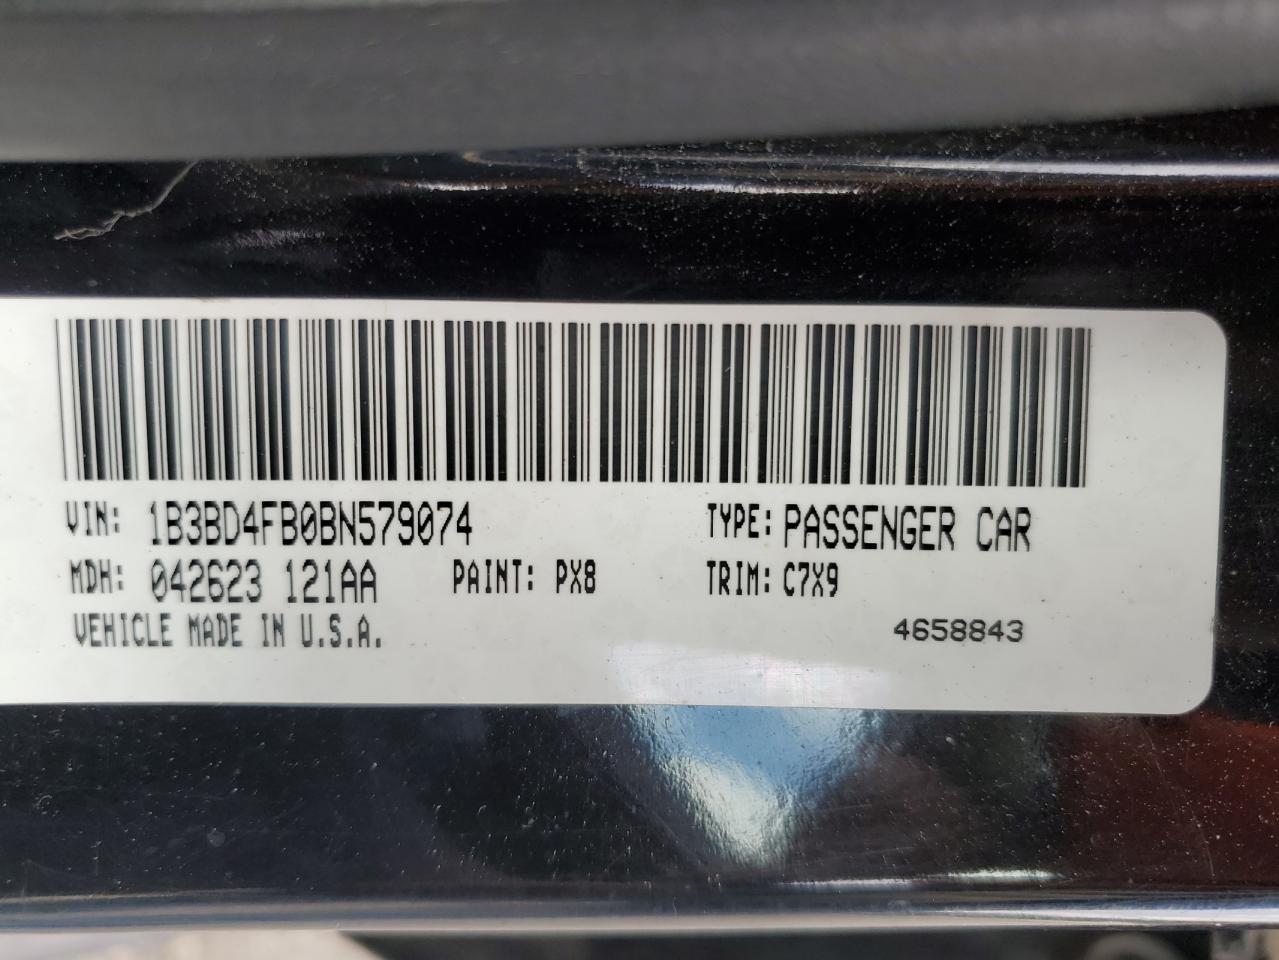 VIN: 1B3BD4FB0BN579074 TYPE: PASSENGER CAR
MDH: 042623 121AA PAINT: PX8 TRIM: C7X9
VEHICLE MADE IN U.S.A. 4658843